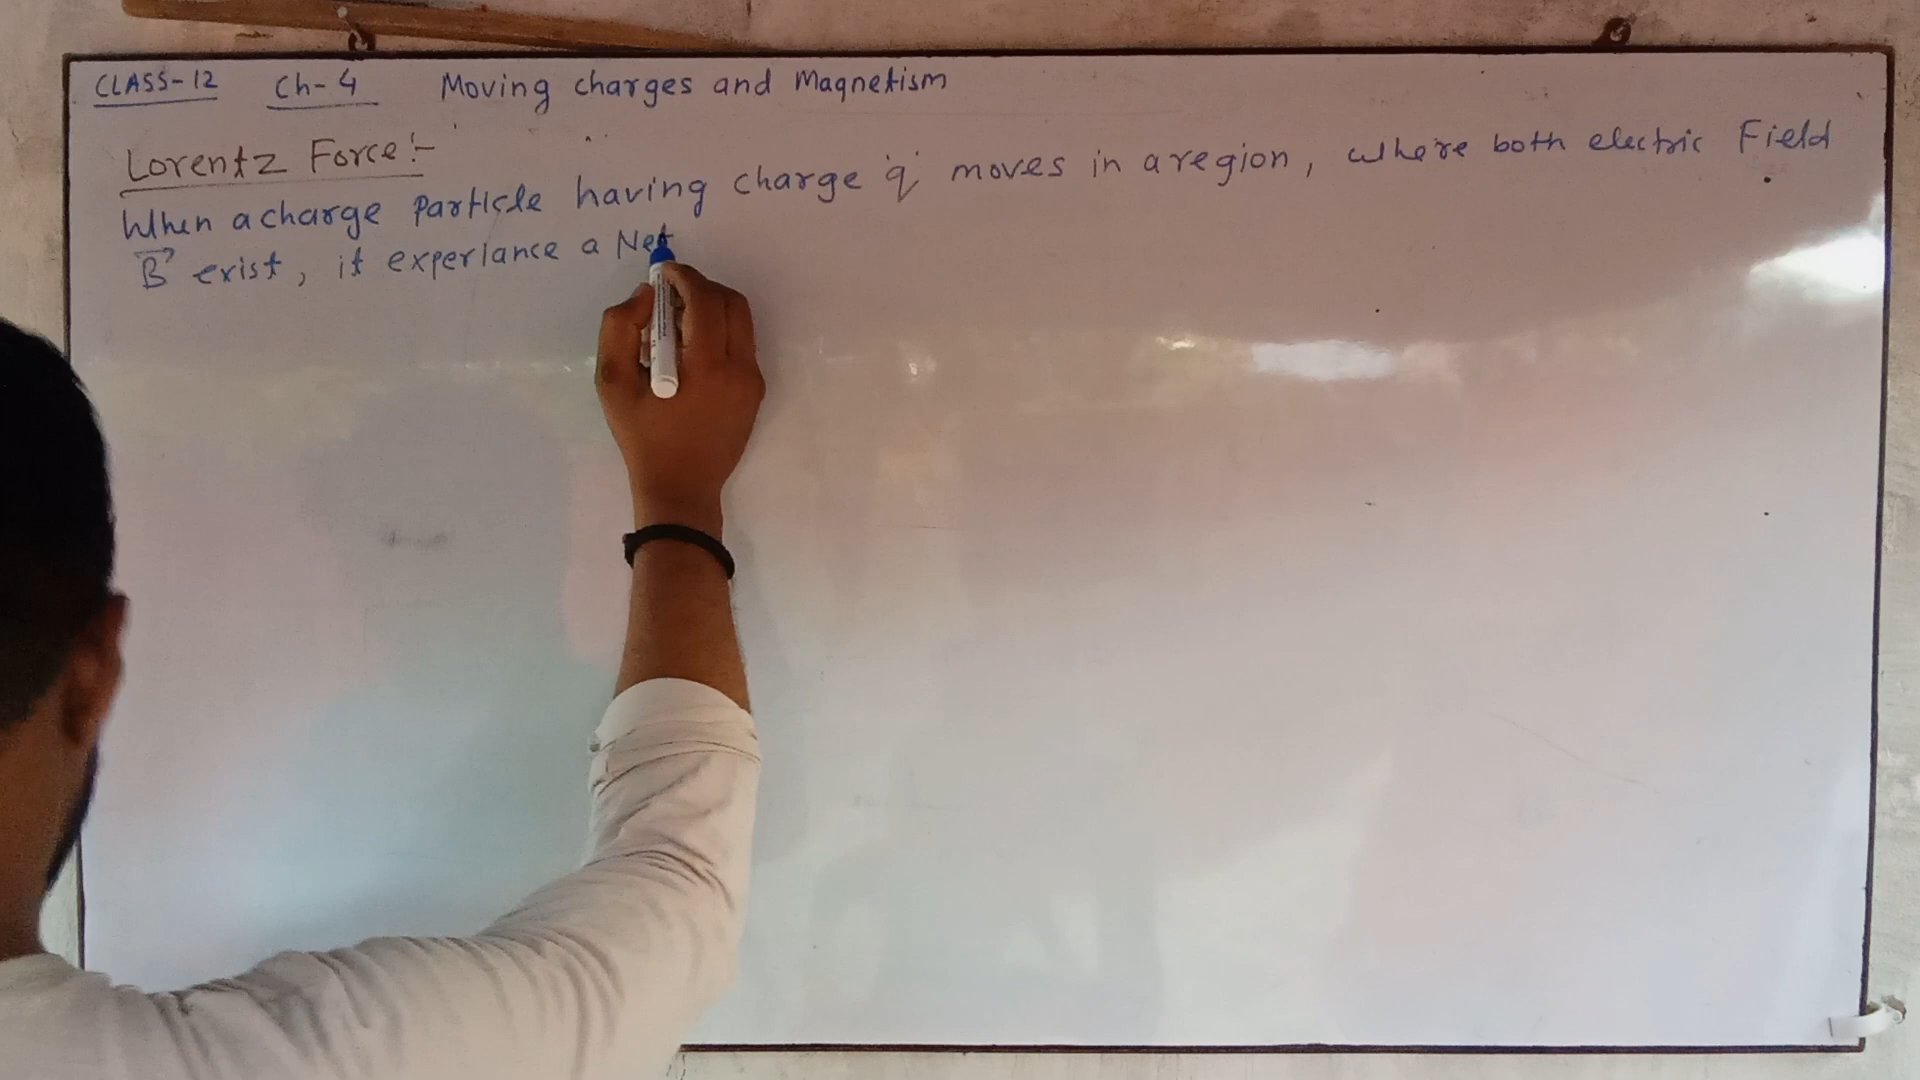 CLASS-12 Ch-4 Moving charges and Magnetism
Lorentz Force:-
When a charge particle having charge 'q' moves in a region, where both electric Field
B⃗ exist, it experiance a Net